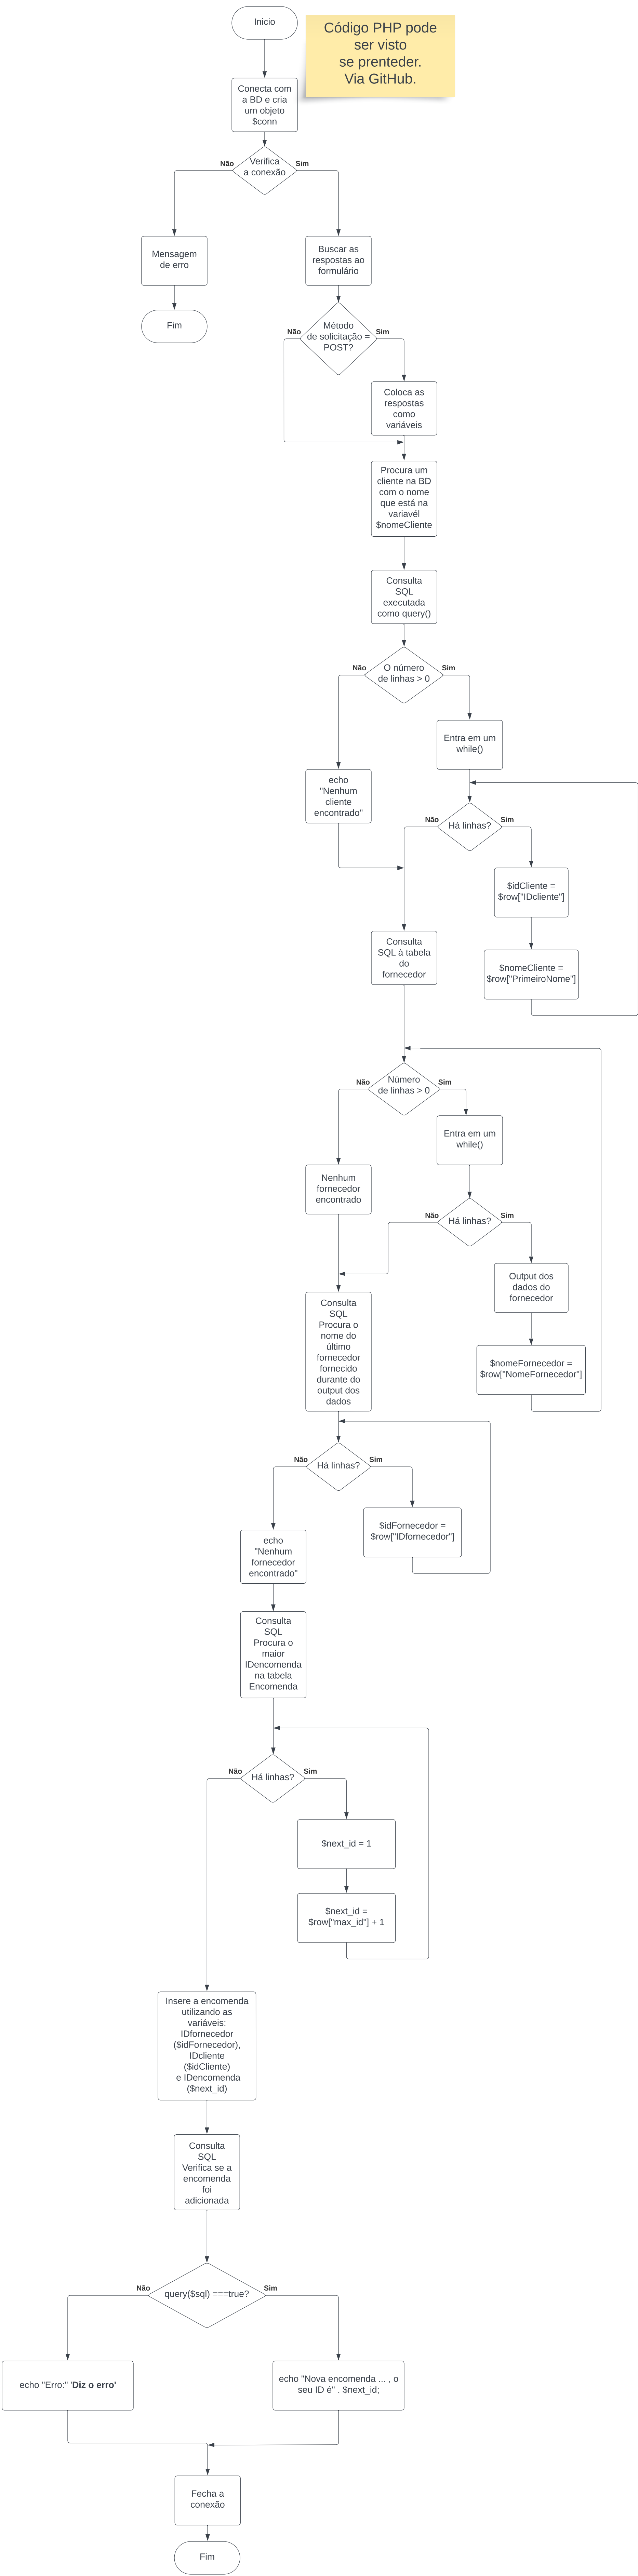 Inicio
Código PHP pode
ser visto
se prenteder.
Via GitHub.
Conecta com
a BD e cria
um objeto
$conn
Verifica
a conexão
Não
Sim
Mensagem
de erro
Fim
Buscar as
respostas ao
formulário
Método
de solicitação =
POST?
Não
Sim
Coloca as
respostas
como
variáveis
Procura um
cliente na BD
com o nome
que está na
variavél
$nomeCliente
Consulta
SQL
executada
como query()
O número
de linhas > 0
Não
Sim
Entra em um
while()
echo
"Nenhum
cliente
encontrado"
Há linhas?
Não
Sim
$idCliente =
$row["IDcliente"]
$nomeCliente =
$row["PrimeiroNome"]
Consulta
SQL à tabela
do
fornecedor
Número
de linhas > 0
Não
Sim
Entra em um
while()
Nenhum
fornecedor
encontrado
Há linhas?
Não
Sim
Output dos
dados do
fornecedor
$nomeFornecedor =
$row["NomeFornecedor"]
Consulta
SQL
Procura o
nome do
último
fornecedor
fornecido
durante do
output dos
dados
Há linhas?
Não
Sim
$idFornecedor =
$row["IDfornecedor"]
echo
"Nenhum
fornecedor
encontrado"
Consulta
SQL
Procura o
maior
IDencomenda
na tabela
Encomenda
Há linhas?
Não
Sim
$next_id = 1
$next_id =
$row["max_id"] + 1
Insere a encomenda
utilizando as
variáveis:
IDfornecedor
($idFornecedor),
IDcliente
($idCliente)
e IDencomenda
($next_id)
Consulta
SQL
Verifica se a
encomenda
foi
adicionada
query($sql) ===true?
Não
Sim
echo "Erro:" 'Diz o erro'
echo "Nova encomenda ... , o
seu ID é" . $next_id;
Fecha a
conexão
Fim